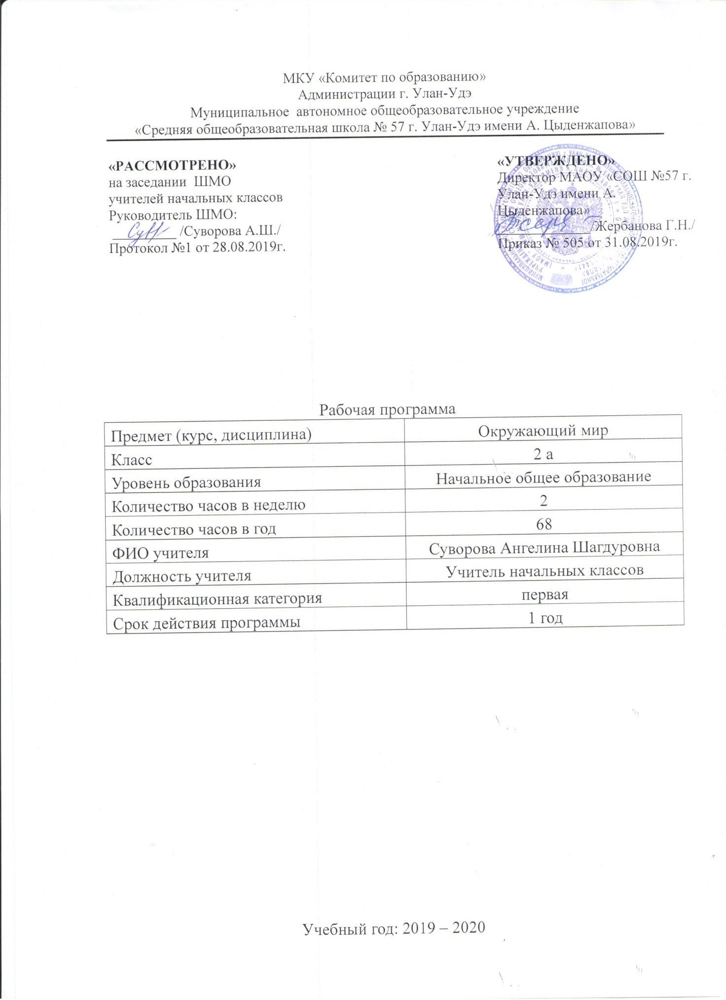 МКУ «Комитет по образованию»
Администрации г. Улан-Удэ
Муниципальное автономное общеобразовательное учреждение
«Средняя общеобразовательная школа № 57 г. Улан-Удэ имени А. Цыденжапова»
«РАССМОТРЕНО»
на заседании ШМО
учителей начальных классов
Руководитель ШМО:
__________ /Суворова А.Ш./
Протокол №1 от 28.08.2019г.
«УТВЕРЖДЕНО»
Директор МАОУ «СОШ №57 г.
Улан-Удэ имени А.
Цыденжапова»
______________/Жербанова Г.Н./
Приказ № 505 от 31.08.2019г.
Рабочая программа
Предмет (курс, дисциплина) Окружающий мир
Класс 2 а
Уровень образования Начальное общее образование
Количество часов в неделю 2
Количество часов в год 68
ФИО учителя Суворова Ангелина Шагдуровна
Должность учителя Учитель начальных классов
Квалификационная категория первая
Срок действия программы 1 год
Учебный год: 2019 – 2020